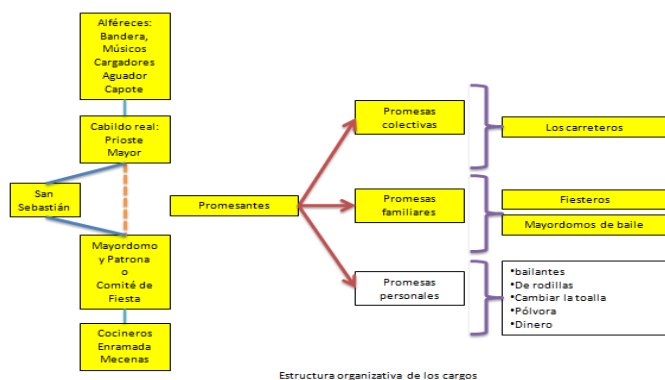 Alféreces:
Bandera,
Músicos
Cargadores
Aguador
Capote
Cabildo real:
Prioste
Mayor
San
Sebastián
Mayordomo
y Patrona
o
Comité de
Fiesta
Cocineros
Enramada
Mecenas
Promesantes
Promesas
colectivas
Promesas
familiares
Promesas
personales
Los carreteros
Fiesteros
Mayordomos de baile
•bailantes
•De rodillas
•Cambiar la toalla
•Pólvora
•Dinero
Estructura organizativa de los cargos